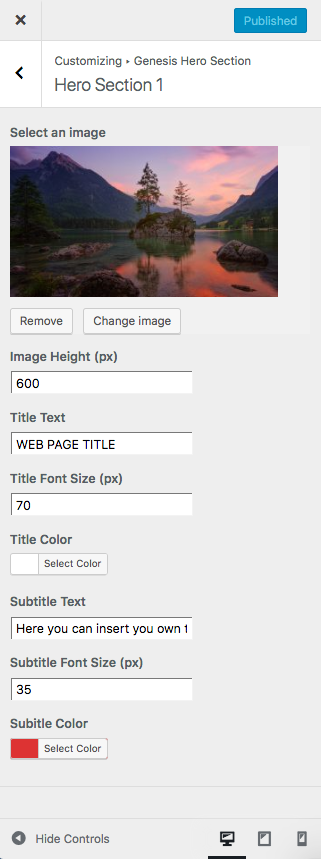 Published
Customizing ▸ Genesis Hero Section
Hero Section 1
Select an image
Remove
Change image
Image Height (px)
600
Title Text
WEB PAGE TITLE
Title Font Size (px)
70
Title Color
Select Color
Subtitle Text
Here you can insert you own
Subtitle Font Size (px)
35
Subitle Color
Select Color
Hide Controls